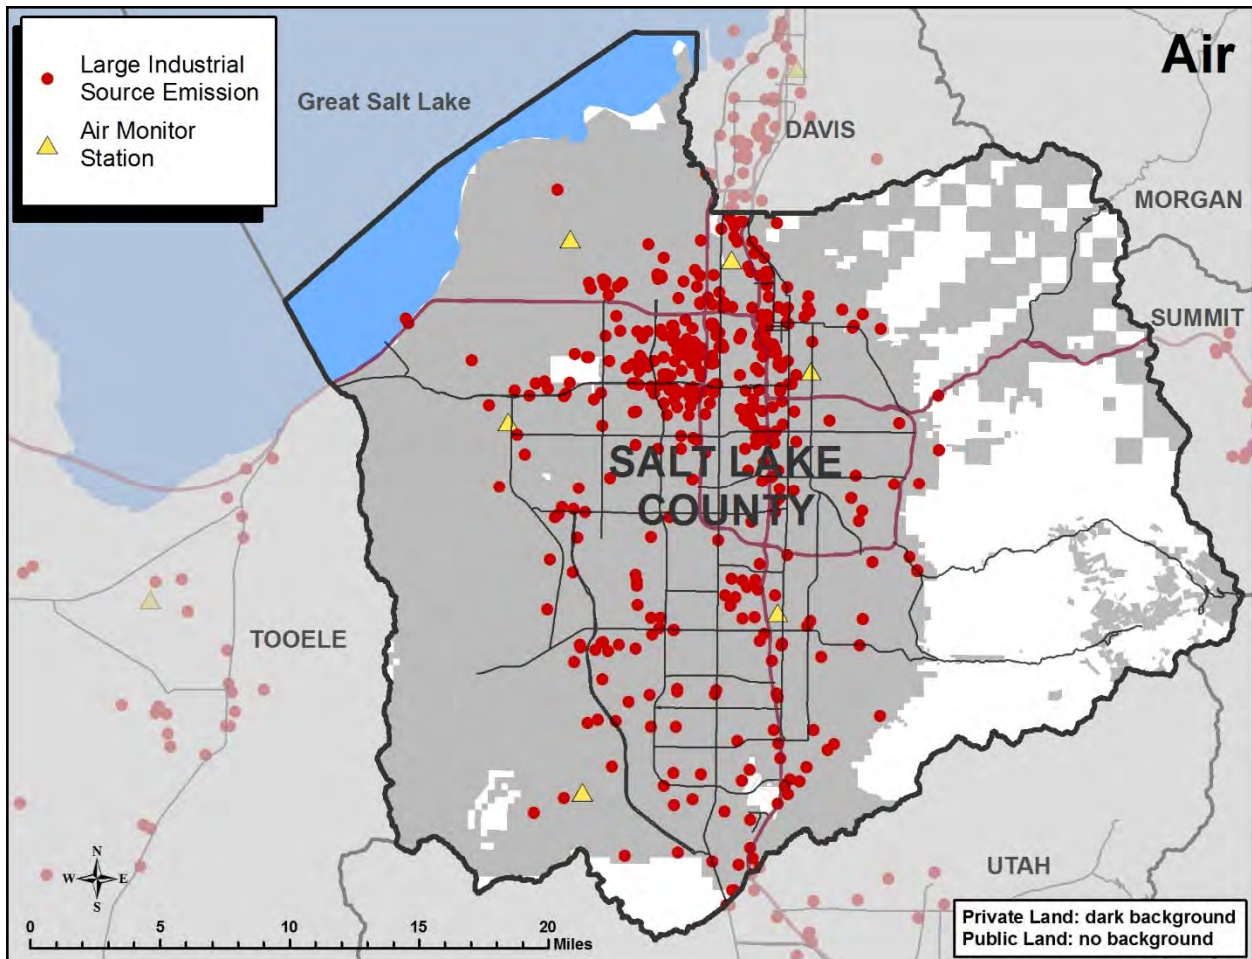 Air
Large Industrial
Source Emission
Air Monitor
Station
Great Salt Lake
DAVIS
MORGAN
SUMMIT
SALT LAKE
COUNTY
TOOELE
UTAH
N
W E
S
0 5 10 15 20
Miles
Private Land: dark background
Public Land: no background